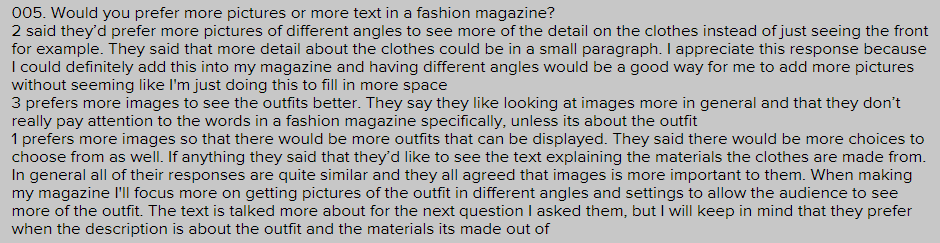 005. Would you prefer more pictures or more text in a fashion magazine?
2 said they'd prefer more pictures of different angles to see more of the detail on the clothes instead of just seeing the front
for example. They said that more detail about the clothes could be in a small paragraph. I appreciate this response because
I could definitely add this into my magazine and having different angles would be a good way for me to add more pictures
without seeming like I'm just doing this to fill in more space
3 prefers more images to see the outfits better. They say they like looking at images more in general and that they don't
really pay attention to the words in a fashion magazine specifically, unless its about the outfit
1 prefers more images so that there would be more outfits that can be displayed. They said there would be more choices to
choose from as well. If anything they said that they'd like to see the text explaining the materials the clothes are made from.
In general all of their responses are quite similar and they all agreed that images is more important to them. When making
my magazine I'll focus more on getting pictures of the outfit in different angles and settings to allow the audience to see
more of the outfit. The text is talked more about for the next question I asked them, but I will keep in mind that they prefer
when the description is about the outfit and the materials its made out of